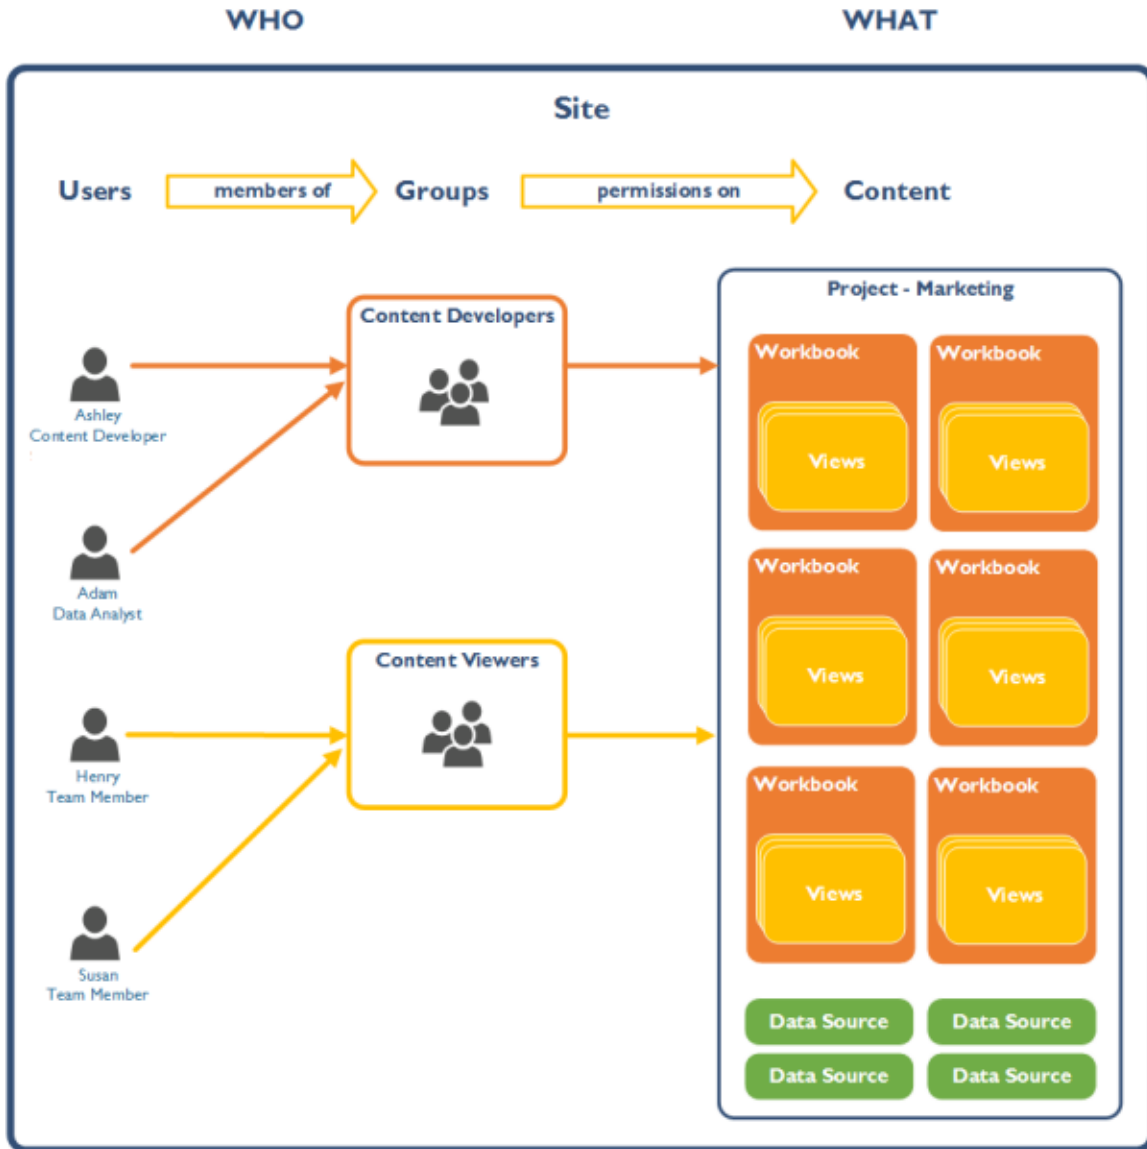 WHO
WHAT
Site
Users
members of
Groups
permissions on
Content
Project - Marketing
Content Developers
Workbook
Workbook
Views
Views
Ashley
Content Developer
Adam
Data Analyst
Workbook
Workbook
Views
Views
Content Viewers
Henry
Team Member
Workbook
Workbook
Views
Views
Susan
Team Member
Data Source
Data Source
Data Source
Data Source